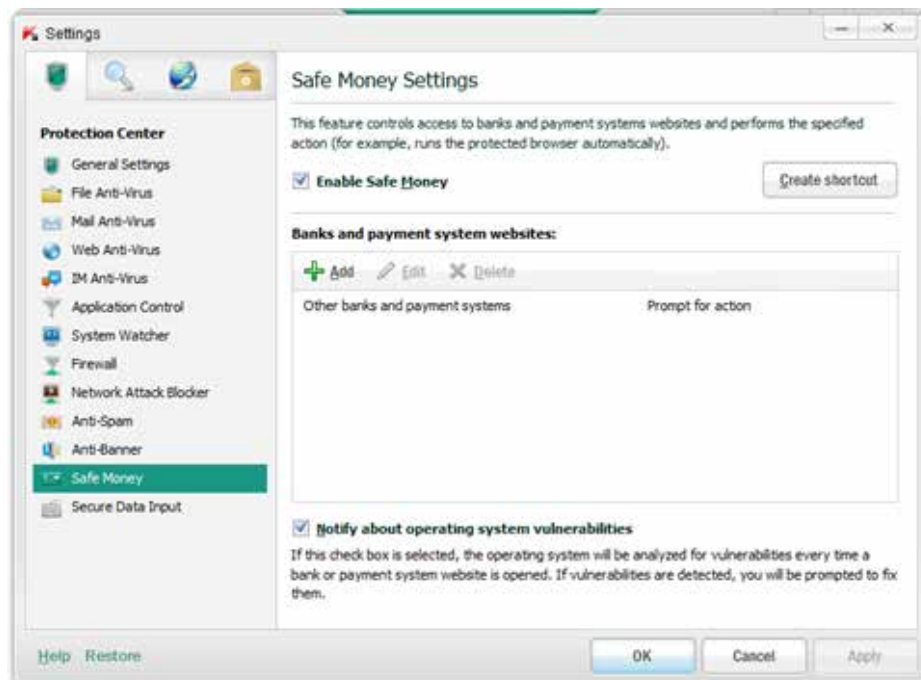 Settings
Protection Center
General Settings
File Anti-Virus
Mail Anti-Virus
Web Anti-Virus
IM Anti-Virus
Application Control
System Watcher
Firewall
Network Attack Blocker
Anti-Spam
Anti-Banner
Safe Money
Secure Data Input
Safe Money Settings
This feature controls access to banks and payment systems websites and performs the specified
action (for example, runs the protected browser automatically).
Enable Safe Money
Create shortcut
Banks and payment system websites:
Add Edit Delete
Other banks and payment systems Prompt for action
Notify about operating system vulnerabilities
If this check box is selected, the operating system will be analyzed for vulnerabilities every time a
bank or payment system website is opened. If vulnerabilities are detected, you will be prompted to fix
them.
Help Restore
OK Cancel Apply